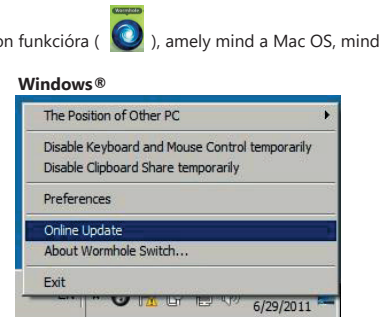 Wormhole
on funkcióra ( ), amely mind a Mac OS, mind
Windows®
The Position of Other PC
Disable Keyboard and Mouse Control temporarily
Disable Clipboard Share temporarily
Preferences
Online Update
About Wormhole Switch...
Exit
6/29/2011